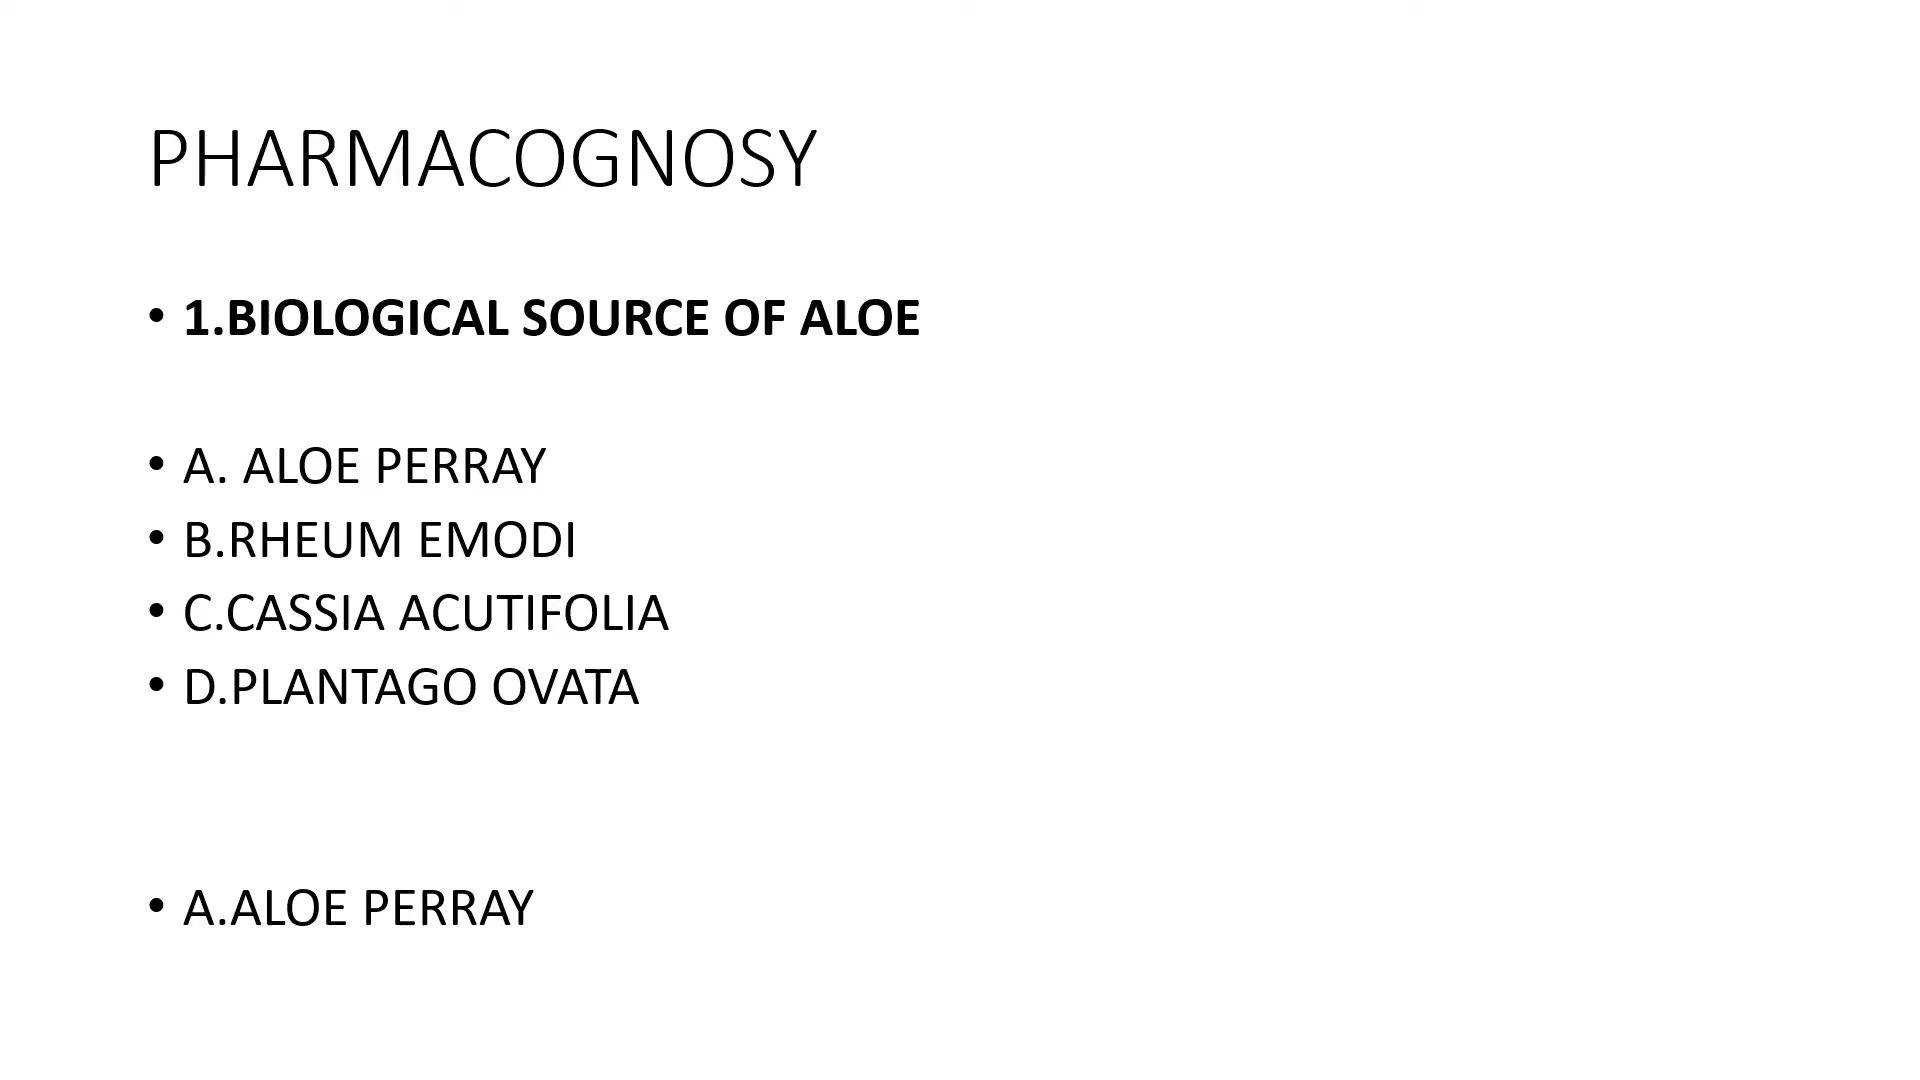 PHARMACOGNOSY
• 1.BIOLOGICAL SOURCE OF ALOE
• A. ALOE PERRAY
• B.RHEUM EMODI
• C.CASSIA ACUTIFOLIA
• D.PLANTAGO OVATA
• A.ALOE PERRAY